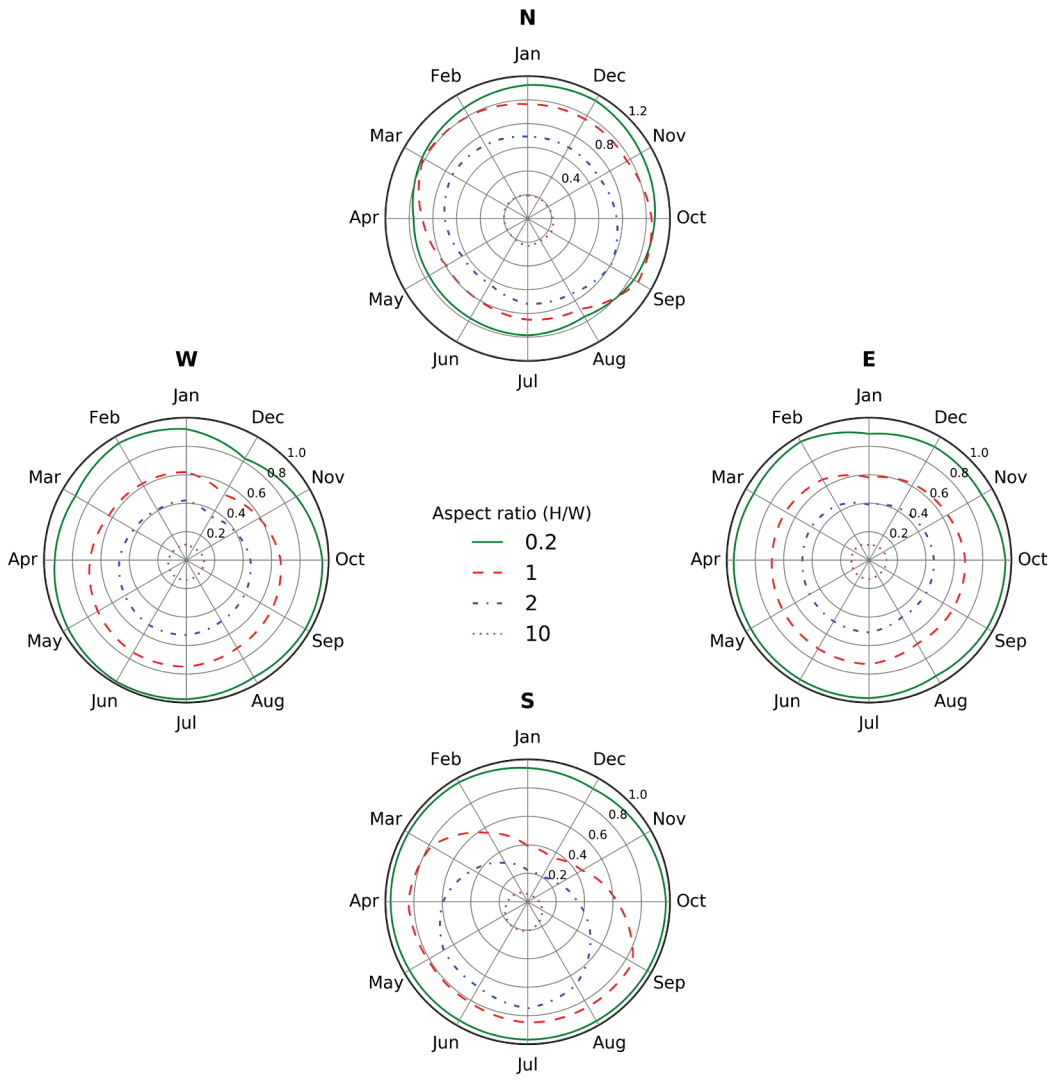 N
Jan
Feb
Dec
1.2
Mar
Nov
0.8
0.4
Apr
Oct
May
Sep
Jun
Aug
Jul
W
Jan
Feb
Dec
1.0
Mar
0.8
Nov
0.6
0.4
0.2
Apr
Oct
May
Sep
Jun
Aug
Jul
E
Jan
Feb
Dec
1.0
Mar
0.8
Nov
0.6
0.4
0.2
Apr
Oct
May
Sep
Jun
Aug
Jul
Aspect ratio (H/W)
0.2
1
2
10
S
Jan
Feb
Dec
1.0
Mar
0.8
Nov
0.6
0.4
0.2
Apr
Oct
May
Sep
Jun
Aug
Jul